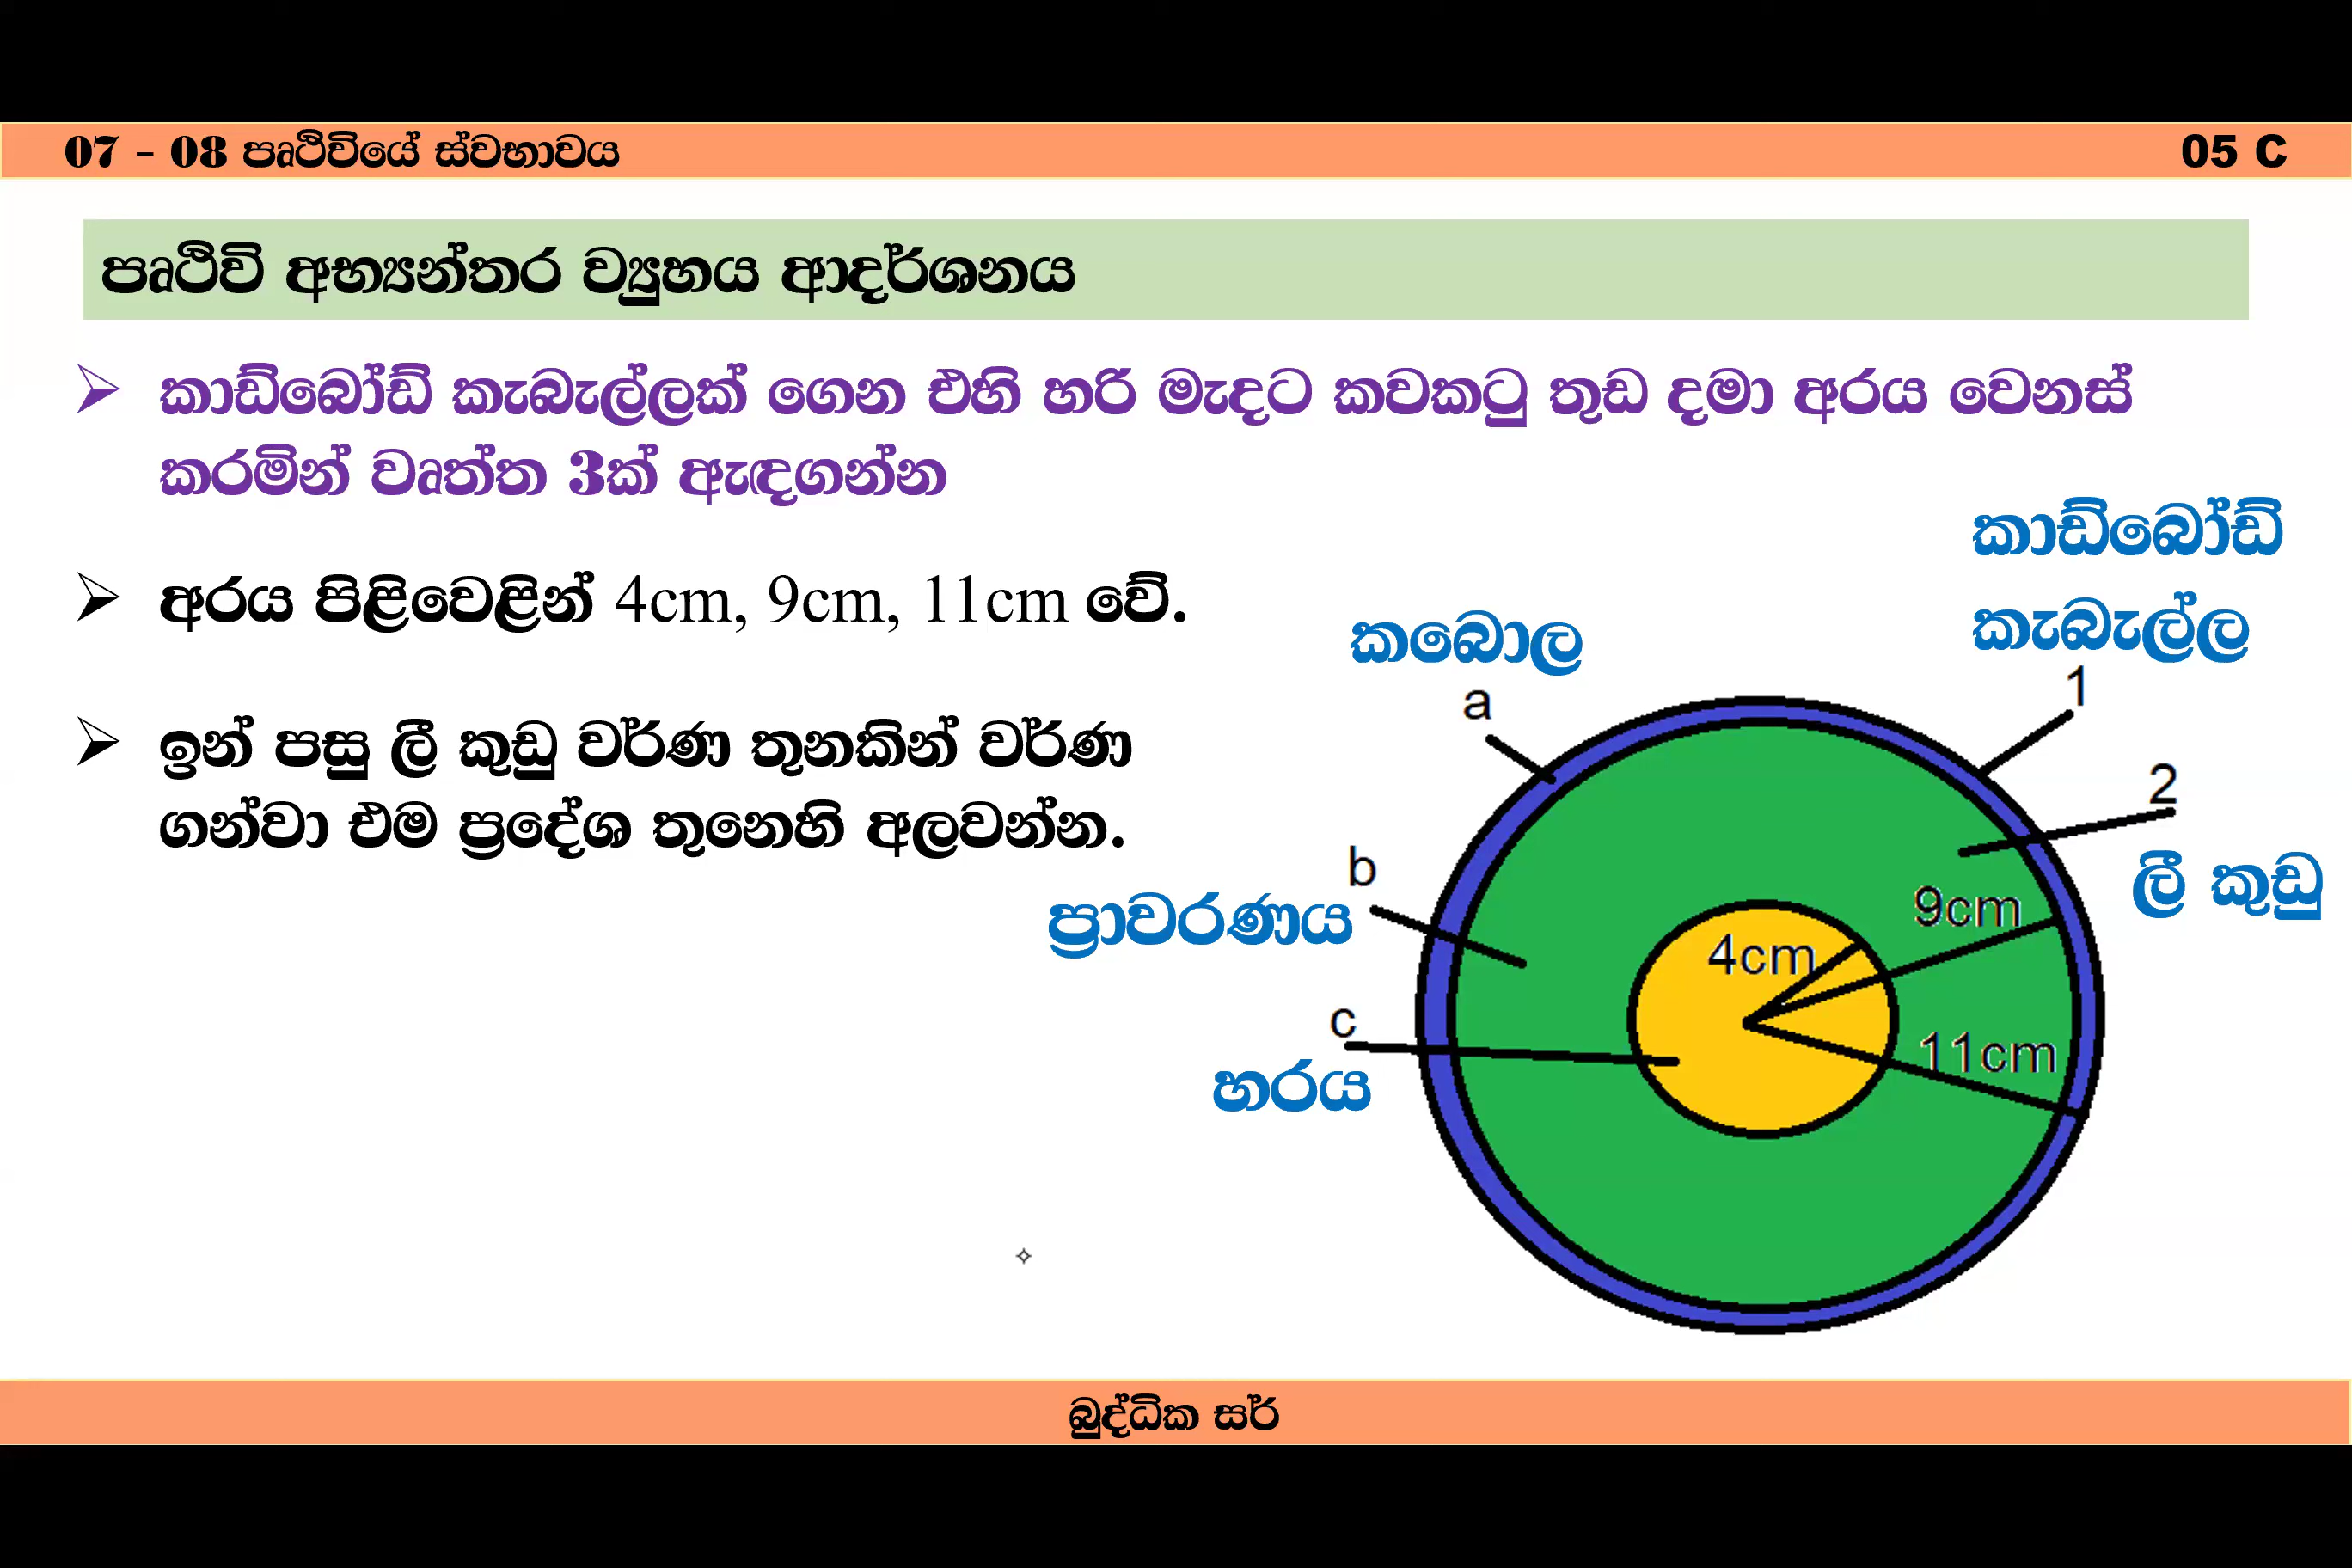 07 - 08 පෘථිවියේ ස්වභාවය
05 C
පෘථිවි අභ්‍යන්තර ව්‍යුහය ආදර්ශනය
කාඩ්බෝඩ් කැබැල්ලක් ගෙන එහි හරි මැදට කවකටු තුඩ දමා අරය වෙනස්
කරමින් වෘත්ත 3ක් ඇඳගන්න
අරය පිළිවෙළින් 4cm, 9cm, 11cm වේ.
ඉන් පසු ලී කුඩු වර්ණ තුනකින් වර්ණ
ගන්වා එම ප්‍රදේශ තුනෙහි අලවන්න.
කාඩ්බෝඩ්
කැබැල්ල
කබොල
1
a
2
ලී කුඩු
b
ප්‍රාවරණය
9cm
4cm
c
හරය
11cm
බුද්ධික සර්